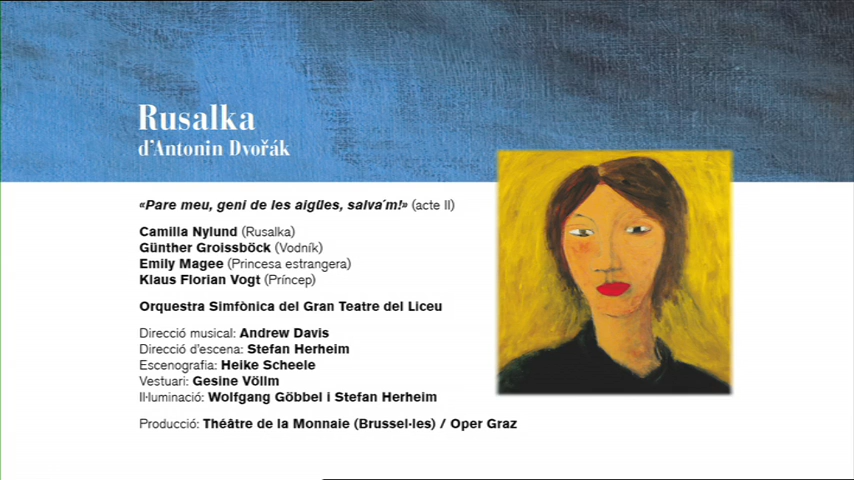 Rusalka
d'Antonin Dvořák
«Pare meu, geni de les aigües, salva´m!» (acte II)
Camilla Nylund (Rusalka)
Günther Groissböck (Vodník)
Emily Magee (Princesa estrangera)
Klaus Florian Vogt (Príncep)
Orquestra Simfònica del Gran Teatre del Liceu
Direcció musical: Andrew Davis
Direcció d'escena: Stefan Herheim
Escenografia: Heike Scheele
Vestuari: Gesine Völlm
Il·luminació: Wolfgang Göbbel i Stefan Herheim
Producció: Théâtre de la Monnaie (Brussel·les) / Oper Graz